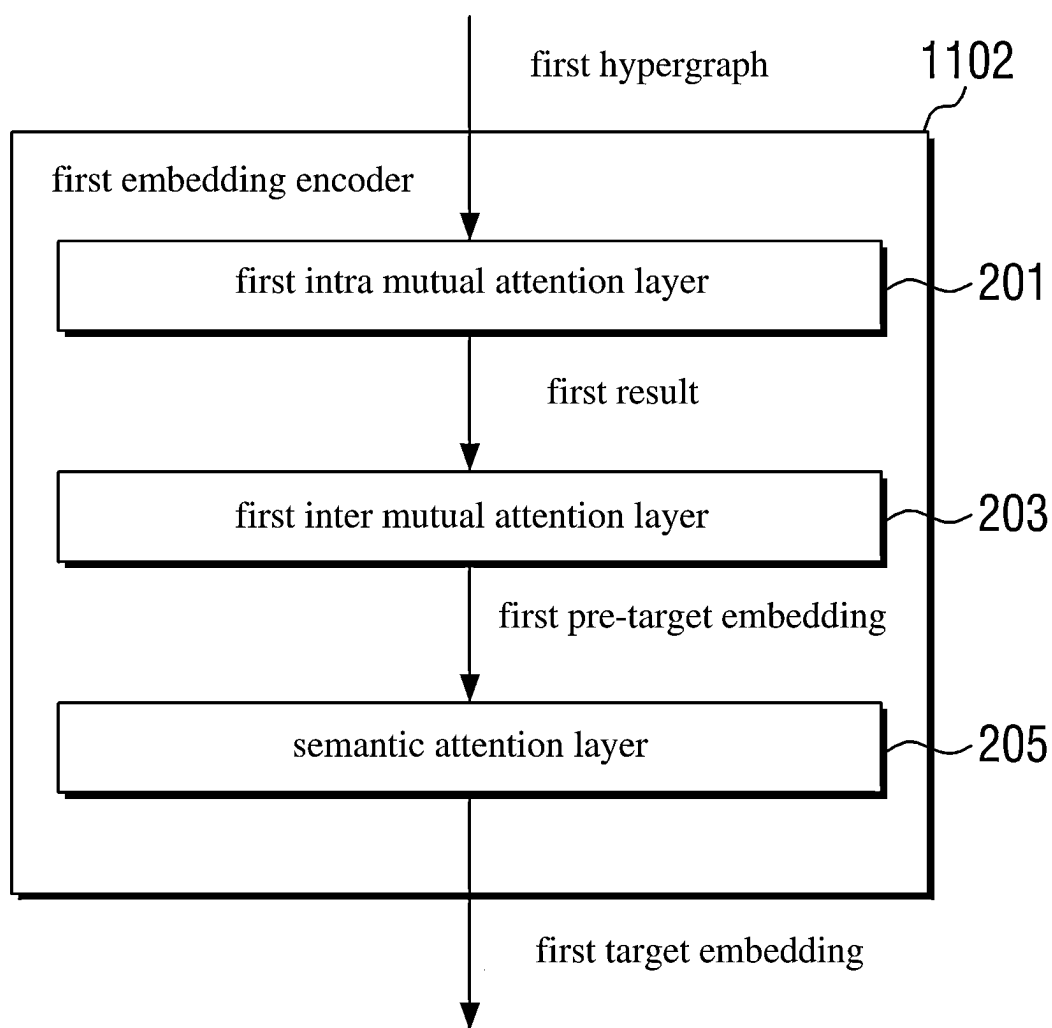 first hypergraph
1102
first embedding encoder
first intra mutual attention layer
201
first result
first inter mutual attention layer
203
first pre-target embedding
semantic attention layer
205
first target embedding